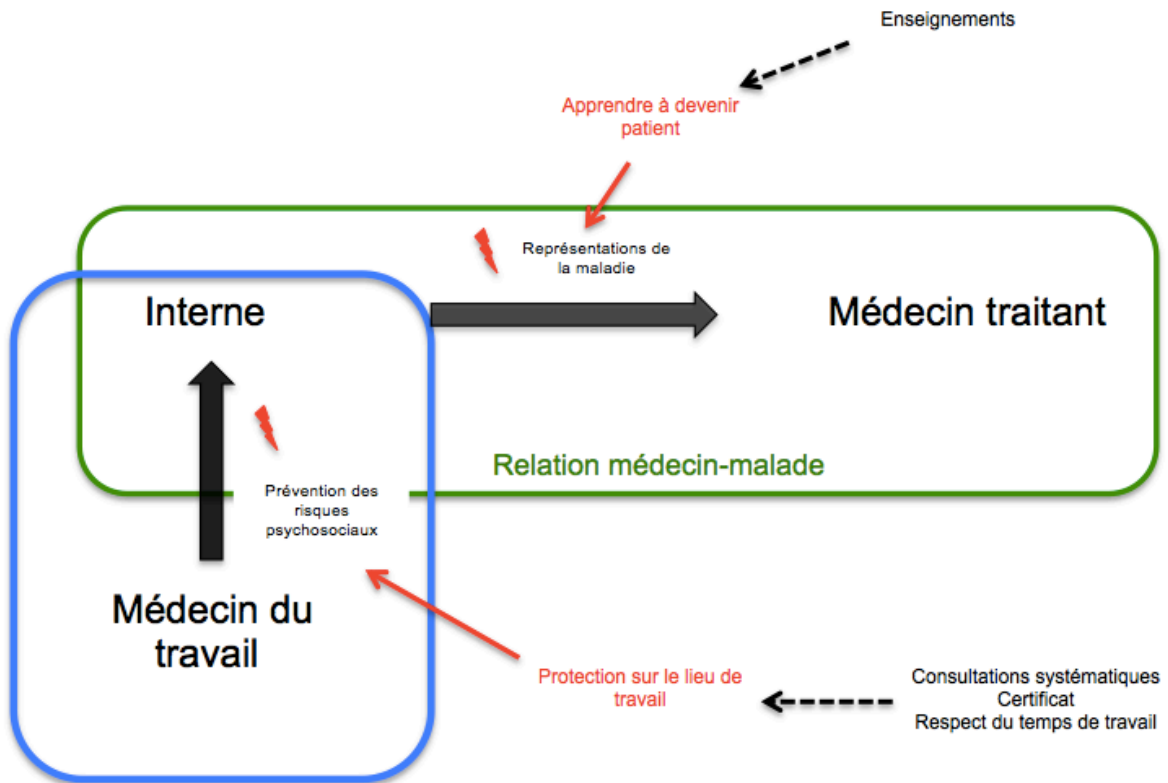 Enseignements
Apprendre à devenir
patient
Représentations de
la maladie
Interne
Médecin traitant
Relation médecin-malade
Prévention des
risques
psychosociaux
Médecin du
travail
Protection sur le lieu de
travail
Consultations systématiques
Certificat
Respect du temps de travail